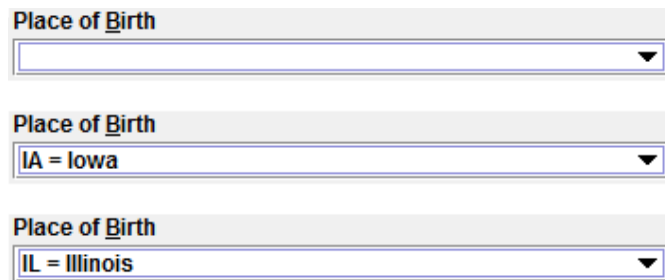 Place of Birth
Place of Birth
IA = Iowa
Place of Birth
IL = Illinois